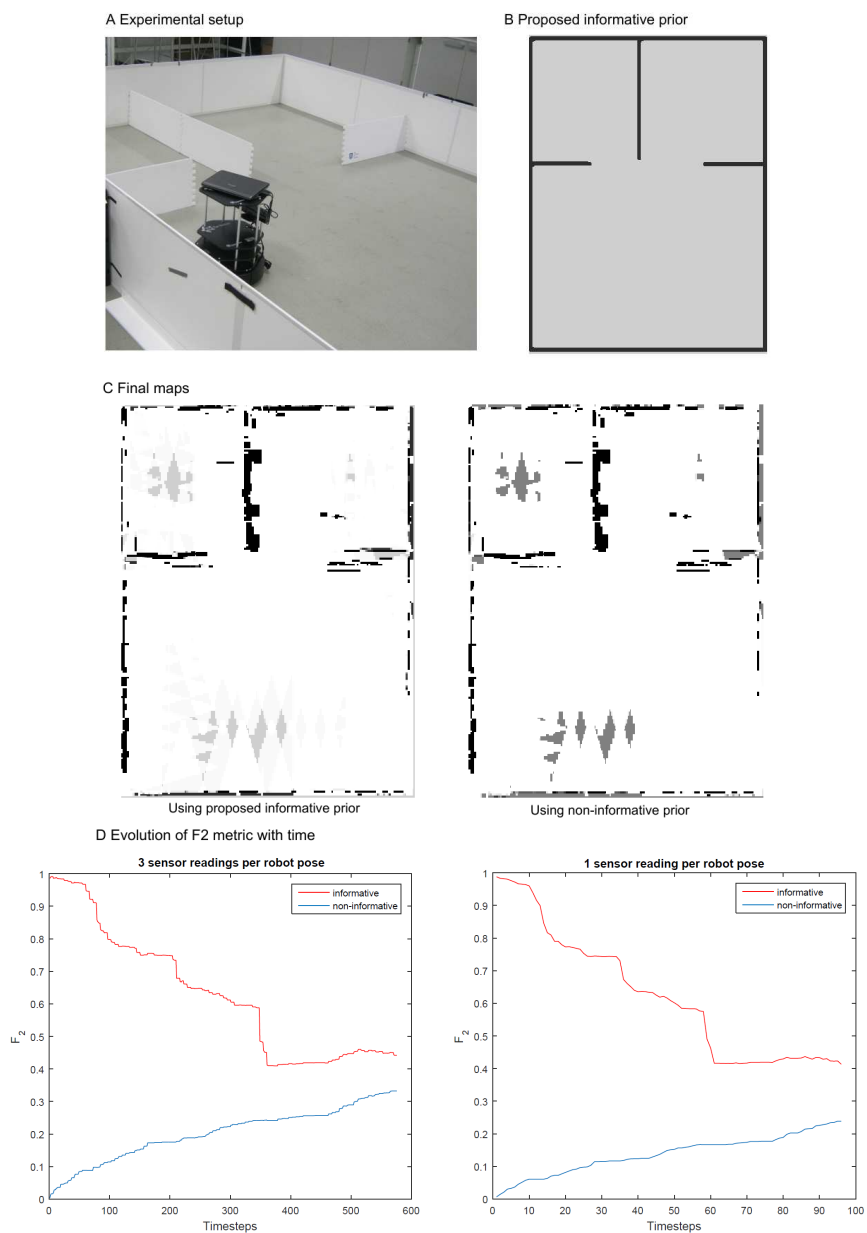 A Experimental setup
B Proposed informative prior
C Final maps
Using proposed informative prior
Using non-informative prior
D Evolution of F2 metric with time
3 sensor readings per robot pose
1
0.9
0.8
0.7
0.6
0.5
0.4
0.3
0.2
0.1
0
F2
informative
non-informative
0 100 200 300 400 500 600
Timesteps
1 sensor reading per robot pose
1
0.9
0.8
0.7
0.6
0.5
0.4
0.3
0.2
0.1
0
F2
informative
non-informative
0 10 20 30 40 50 60 70 80 90 100
Timesteps